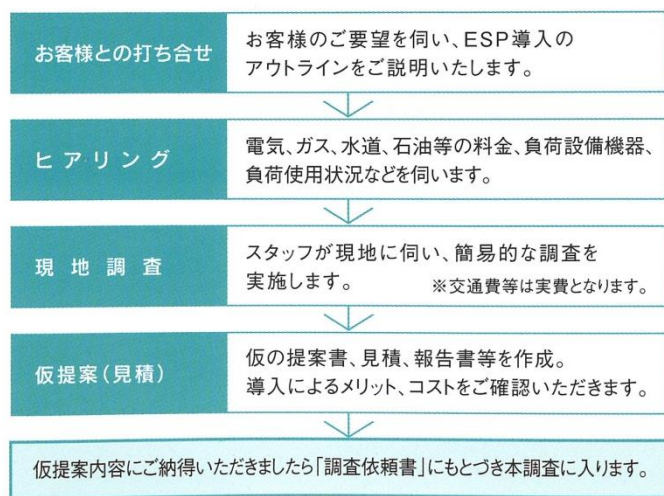 お客様との打ち合せ
お客様のご要望を伺い、ESP導入の
アウトラインをご説明いたします。
ヒアリング
電気、ガス、水道、石油等の料金、負荷設備機器、
負荷使用状況などを伺います。
現地調査
スタッフが現地に伺い、簡易的な調査を
実施します。 ※交通費等は実費となります。
仮提案(見積)
仮の提案書、見積、報告書等を作成。
導入によるメリット、コストをご確認いただきます。
仮提案内容にご納得いただきましたら「調査依頼書」にもとづき本調査に入ります。